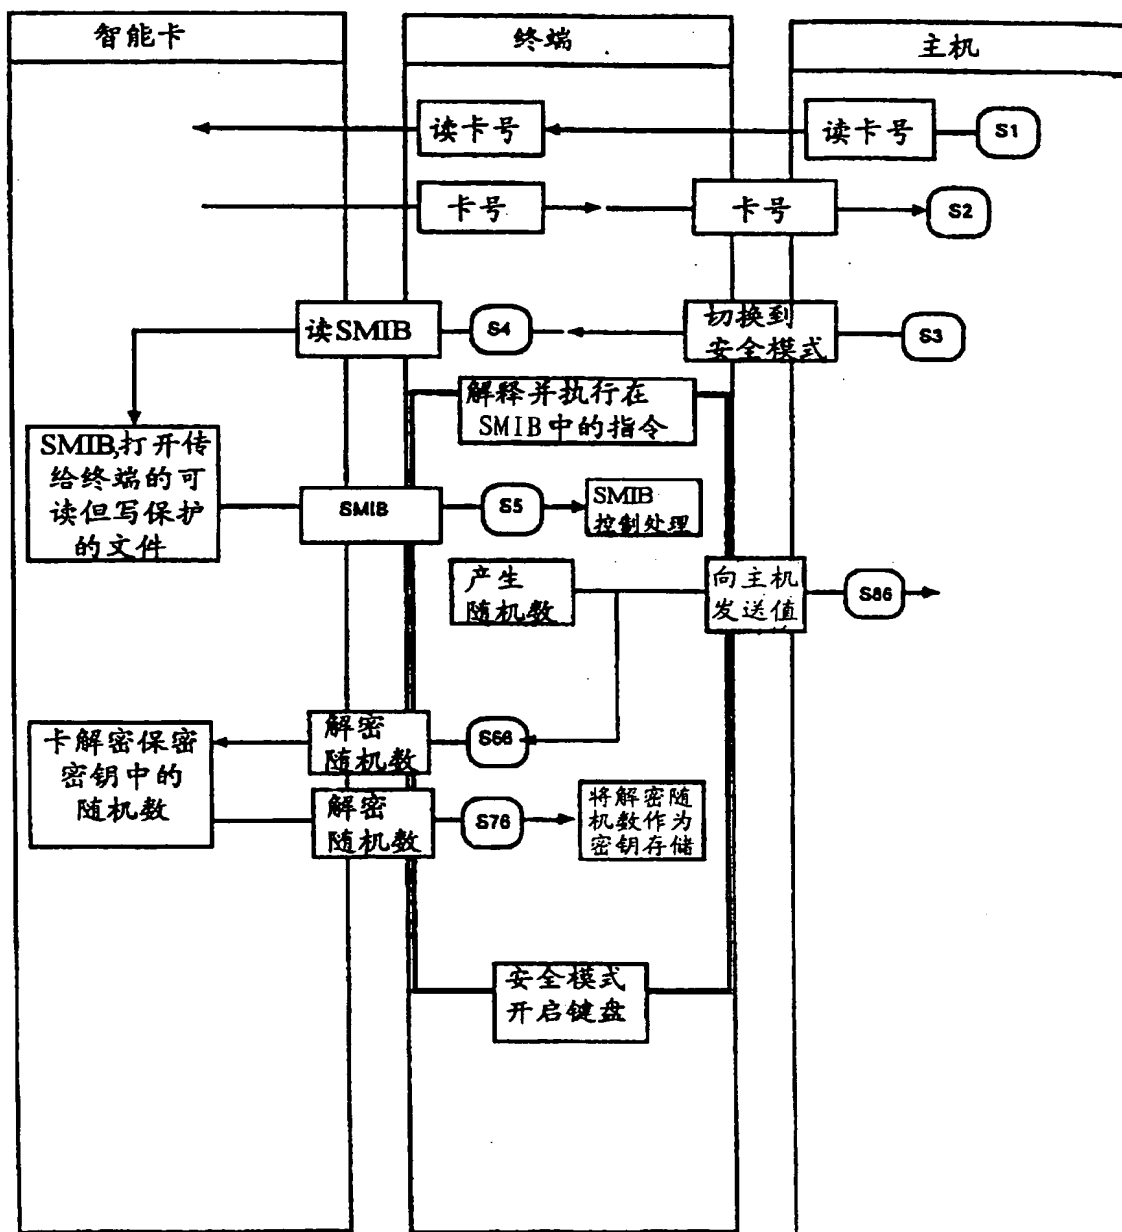 智能卡
终端
主机
读卡号
读卡号
S1
卡号
卡号
S2
读SMIB
S4
切换到
安全模式
S3
解释并执行在
SMIB中的指令
SMIB,打开传
给终端的可
读但写保护
的文件
SMIB
S5
SMIB
控制处理
产生
随机数
向主机
发送值
S86
卡解密保密
密钥中的
随机数
解密
随机数
S66
解密
随机数
S76
将解密随
机数作为
密钥存储
安全模式
开启键盘